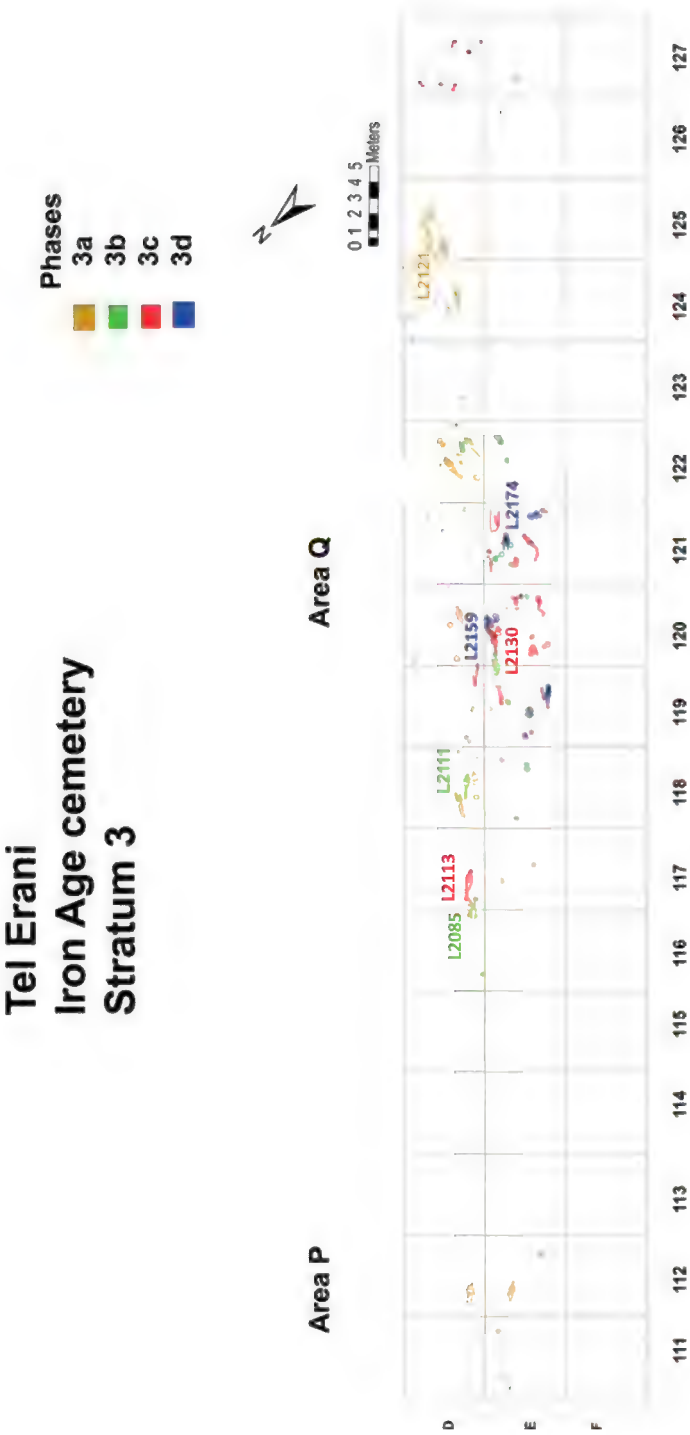 Tel Erani
Iron Age cemetery
Stratum 3
Phases
3a
3b
3c
3d
N
0 1 2 3 4 5
Meters
Area P
Area Q
L2085
L2113
L2111
L2159
L2130
L2174
L2121
D
E
F
111 112 113 114 115 116 117 118 119 120 121 122 123 124 125 126 127